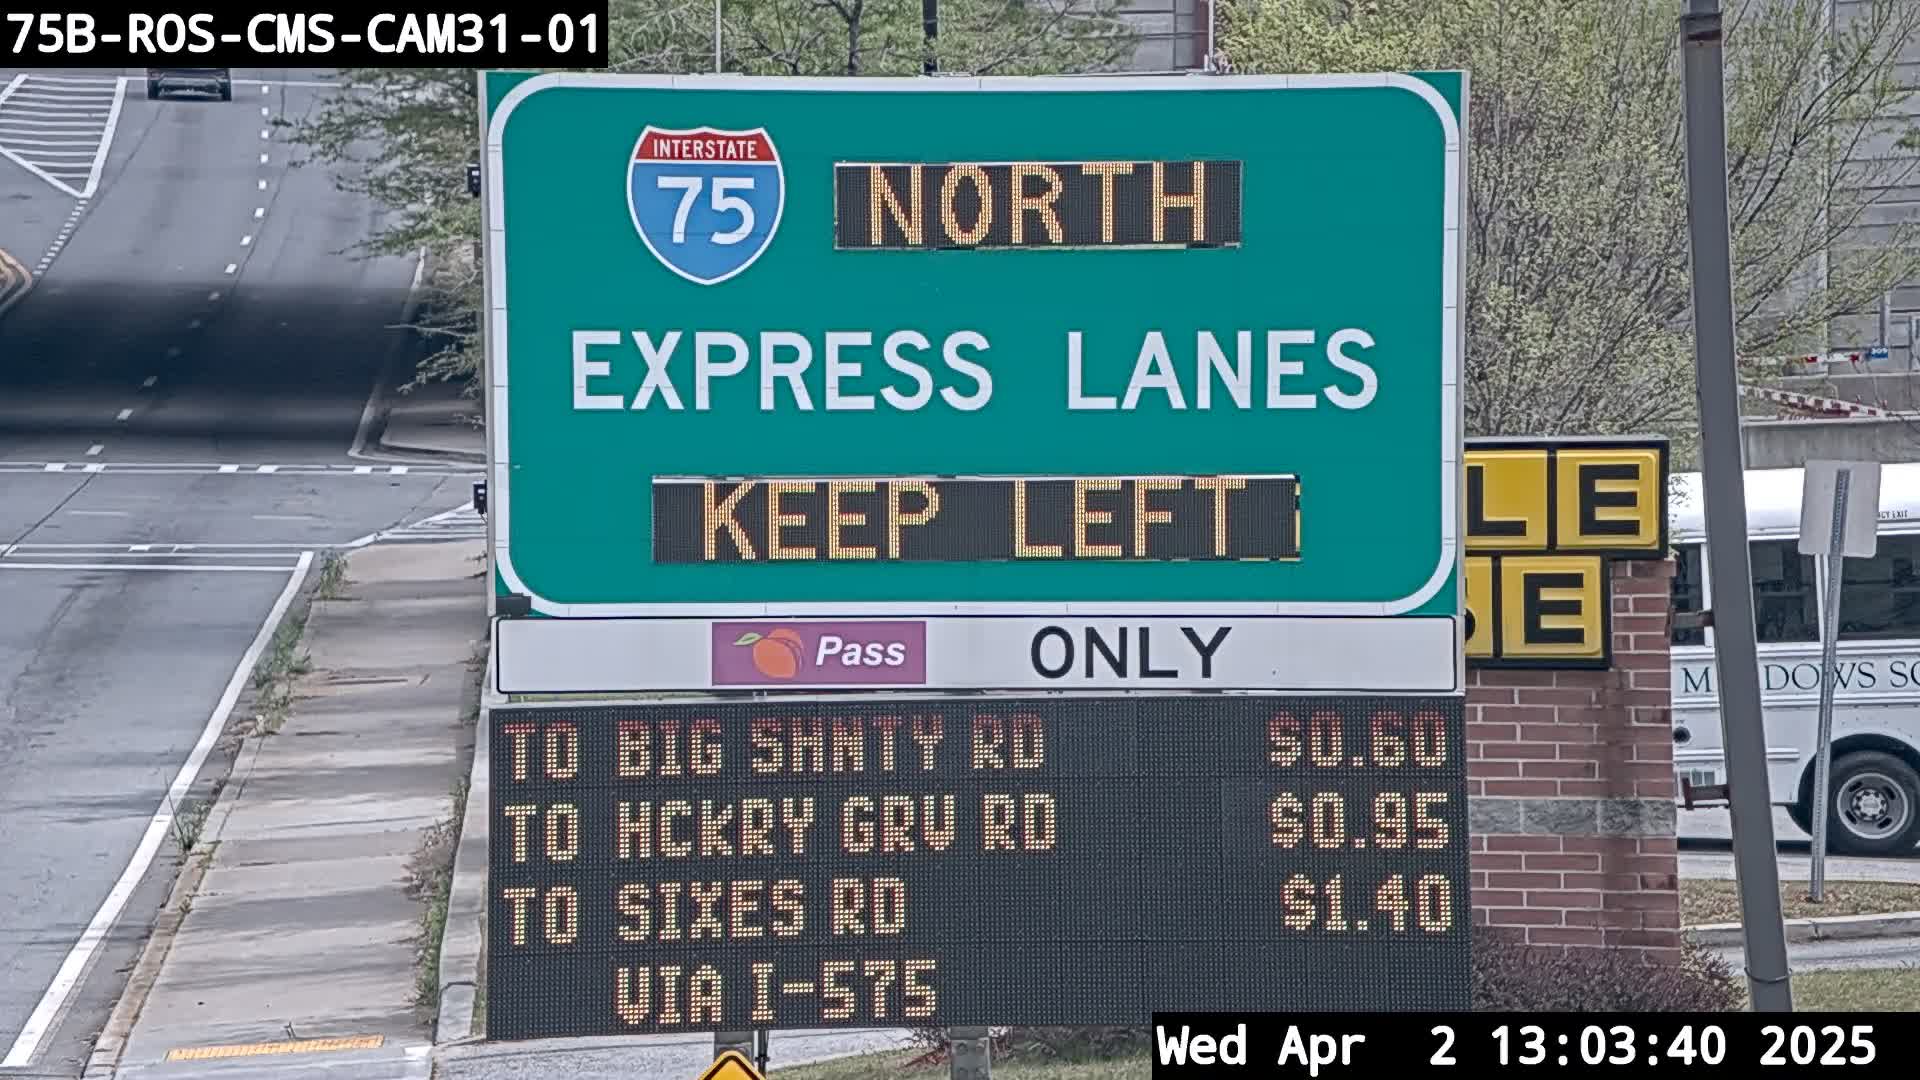 75B-ROS-CMS-CAM31-01
INTERSTATE
75
NORTH
EXPRESS LANES
KEEP LEFT
Pass ONLY
TO BIG SHNTY RD $0.60
TO HCKRY GRV RD $0.95
TO SIXES RD $1.40
VIA I-575
LE
E
DOWS
Wed Apr 2 13:03:40 2025